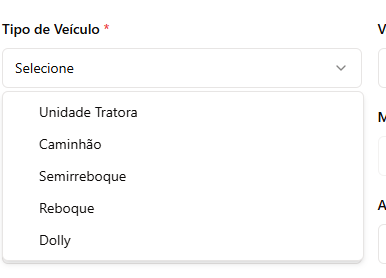 Tipo de Veículo *
V
Selecione
Unidade Tratora
M
Caminhão
Semirreboque
Reboque
A
Dolly